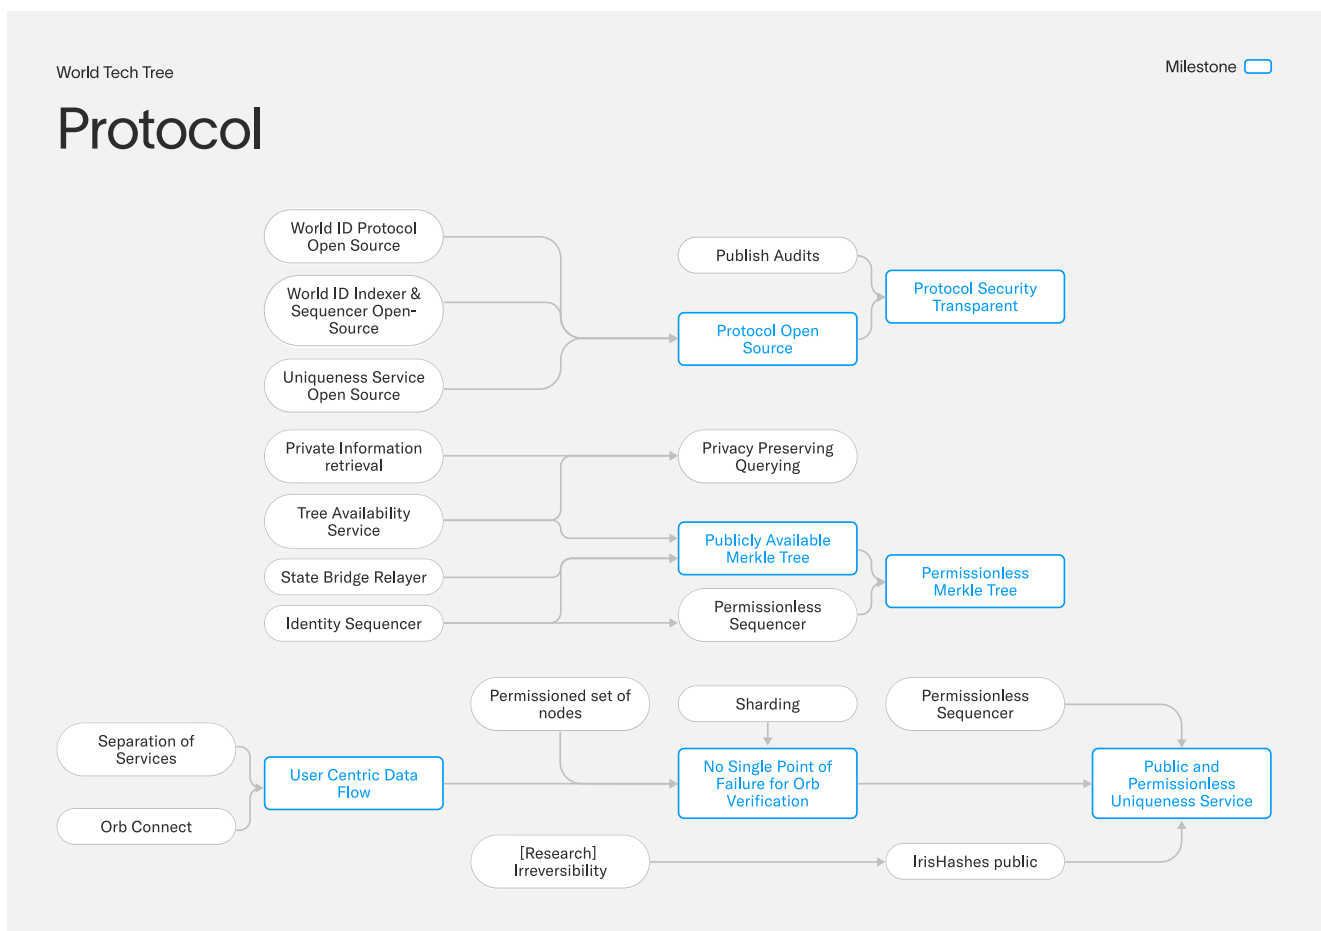 World Tech Tree
Milestone
Protocol
World ID Protocol
Open Source
World ID Indexer &
Sequencer Open-
Source
Uniqueness Service
Open Source
Publish Audits
Protocol Open
Source
Protocol Security
Transparent
Private Information
retrieval
Tree Availability
Service
State Bridge Relayer
Identity Sequencer
Privacy Preserving
Querying
Publicly Available
Merkle Tree
Permissionless
Sequencer
Permissionless
Merkle Tree
Separation of
Services
Orb Connect
User Centric Data
Flow
Permissioned set of
nodes
Sharding
No Single Point of
Failure for Orb
Verification
[Research]
Irreversibility
Permissionless
Sequencer
IrisHashes public
Public and
Permissionless
Uniqueness Service